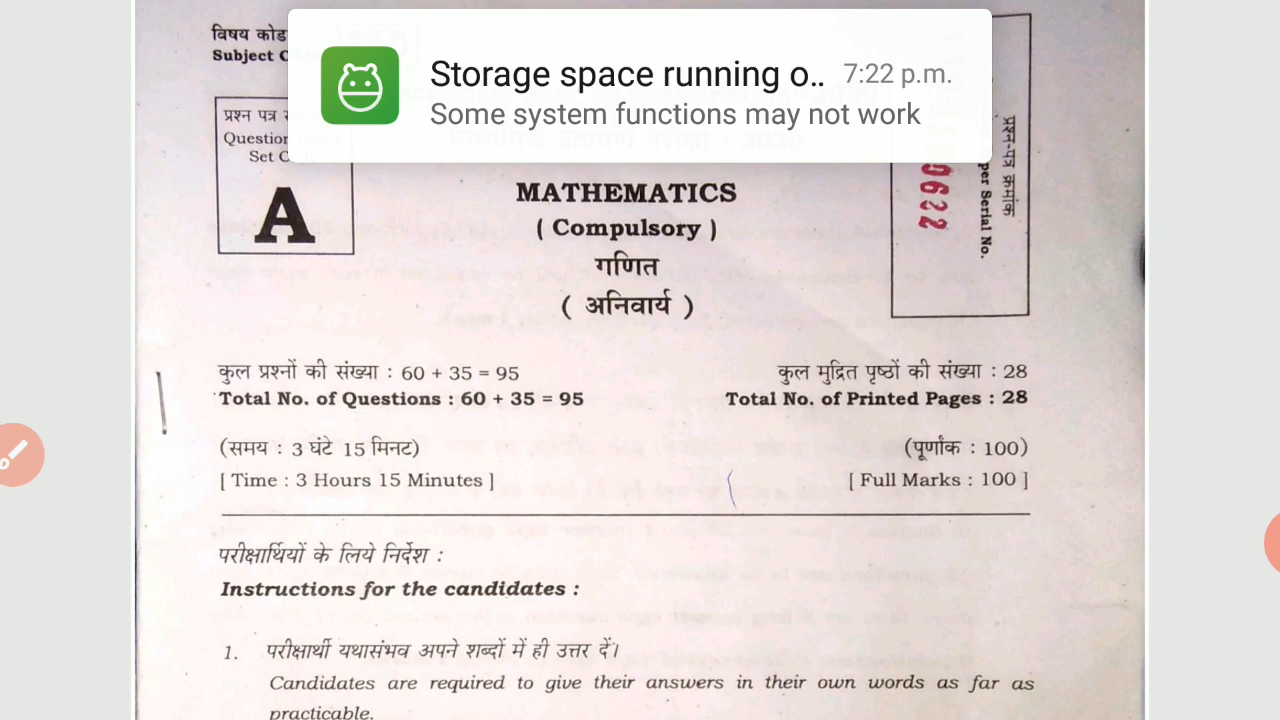 विषय कोड
Subject C
Storage space running o.. 7:22 p.m.
Some system functions may not work
प्रश्न पत्र
Question
Set C
A
MATHEMATICS
( Compulsory )
गणित
( अनिवार्य )
प्रश्न-पत्र क्रमांक
per Serial No.
0622
कुल प्रश्नों की संख्या : 60 + 35 = 95
कुल मुद्रित पृष्ठों की संख्या : 28
Total No. of Questions : 60 + 35 = 95
Total No. of Printed Pages : 28
(समय : 3 घंटे 15 मिनट)
(पूर्णांक : 100)
[ Time : 3 Hours 15 Minutes ]
[ Full Marks : 100 ]
परीक्षार्थियों के लिये निर्देश :
Instructions for the candidates :
1. परीक्षार्थी यथासंभव अपने शब्दों में ही उत्तर दें।
Candidates are required to give their answers in their own words as far as
practicable.